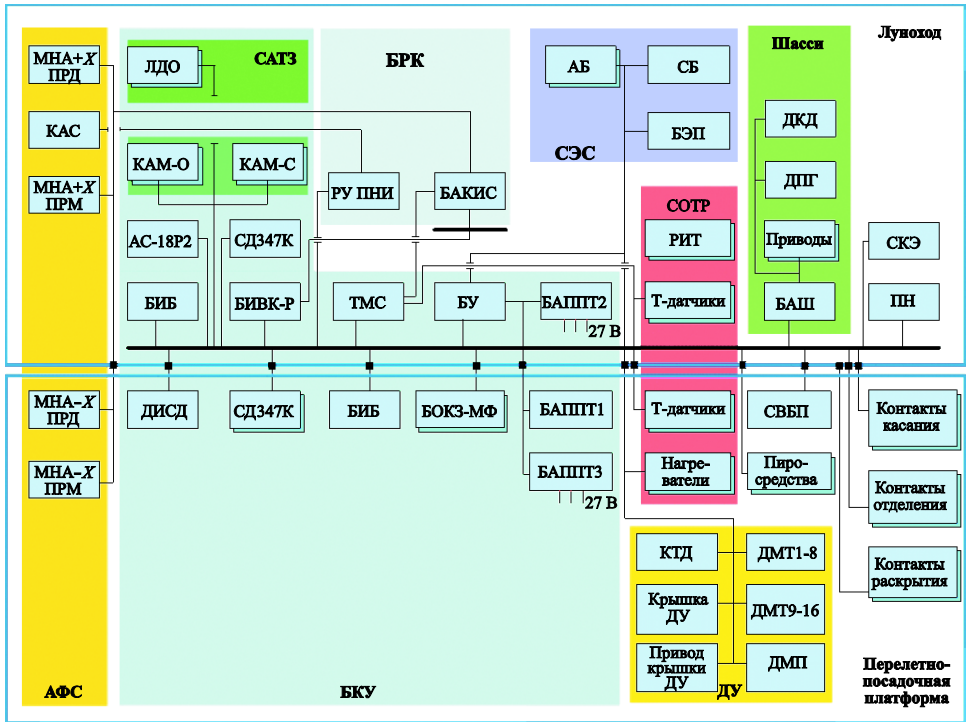 МНА+X
ПРД
КАС
МНА+X
ПРМ
ЛДО
САТЗ
КАМ-О
КАМ-С
БРК
РУ ПНИ
БАКИС
АБ
СБ
БЭП
СЭС
Шасси
ДКД
ДПГ
Приводы
БАШ
Луноход
СКЭ
ПН
СОТР
РИТ
Т-датчики
АС-18Р2
СД347К
БИБ
БИВК-Р
ТМС
БУ
БАППТ2
27 В
МНА−X
ПРД
МНА−X
ПРМ
АФС
ДИСД
СД347К
БИБ
БОКЗ-МФ
БАППТ1
БАППТ3
27 В
БКУ
Т-датчики
Нагре-
ватели
СВБП
Пиро-
средства
Контакты
касания
Контакты
отделения
Контакты
раскрытия
КТД
ДМТ1-8
Крышка
ДУ
ДМТ9-16
Привод
крышки
ДУ
ДМП
ДУ
Перелетно-
посадочная
платформа